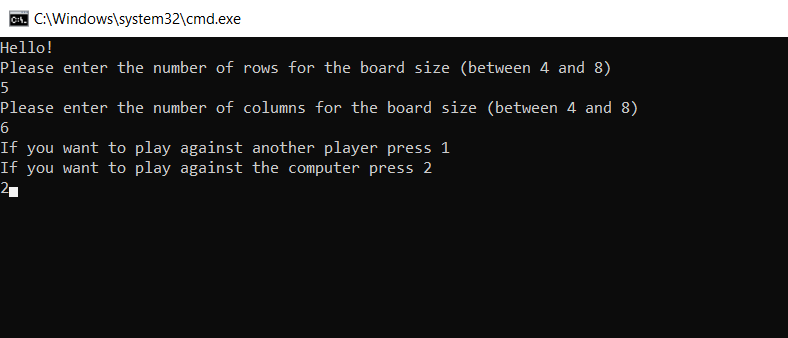 C:\Windows\system32\cmd.exe
Hello!
Please enter the number of rows for the board size (between 4 and 8)
5
Please enter the number of columns for the board size (between 4 and 8)
6
If you want to play against another player press 1
If you want to play against the computer press 2
2